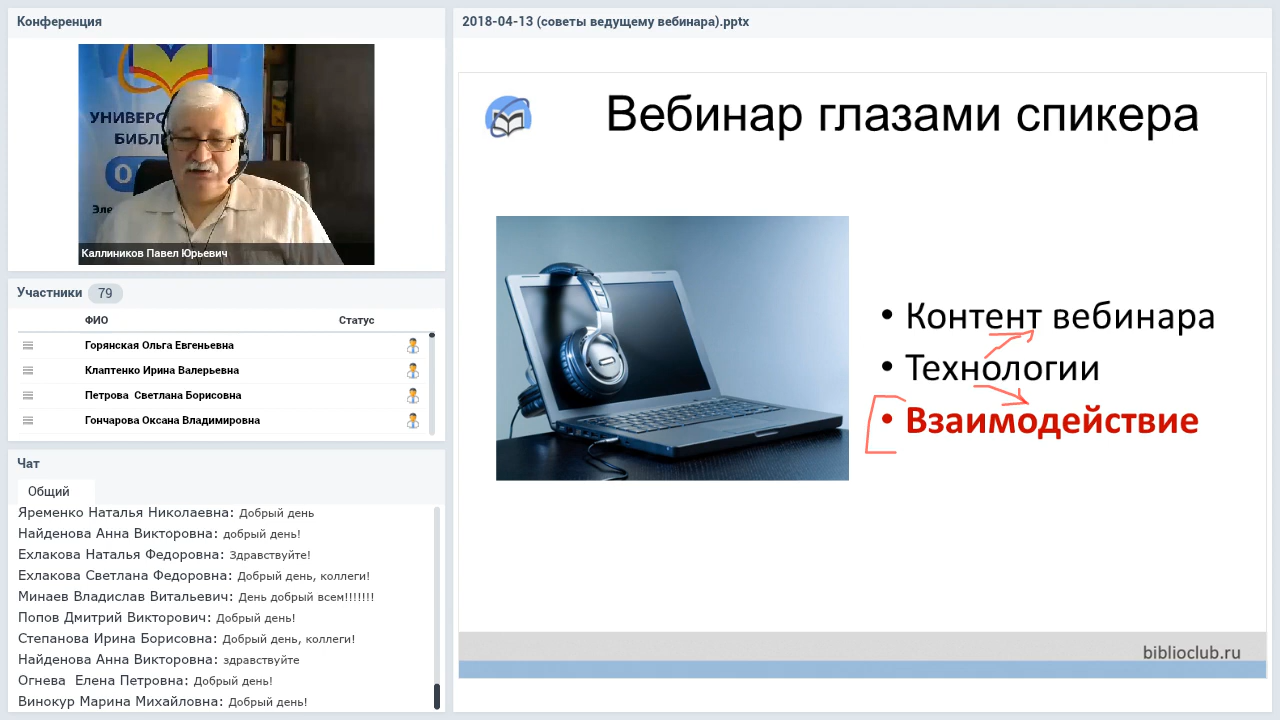 Конференция
УНИВЕРС
БИБЛ
Эле
Каллиников Павел Юрьевич
Участники 79
ФИО Статус
Горянская Ольга Евгеньевна
Клаптенко Ирина Валерьевна
Петрова Светлана Борисовна
Гончарова Оксана Владимировна
Чат
Общий
Яременко Наталья Николаевна: Добрый день
Найденова Анна Викторовна: добрый день!
Ехлакова Наталья Федоровна: Здравствуйте!
Ехлакова Светлана Федоровна: Добрый день, коллеги!
Минаев Владислав Витальевич: День добрый всем!!!!!!!
Попов Дмитрий Викторович: Добрый день!
Степанова Ирина Борисовна: Добрый день, коллеги!
Найденова Анна Викторовна: здравствуйте
Огнева Елена Петровна: Добрый день!
Винокур Марина Михайловна: Добрый день!
2018-04-13 (советы ведущему вебинара).pptx
Вебинар глазами спикера
• Контент вебинара
• Технологии
• Взаимодействие
biblioclub.ru